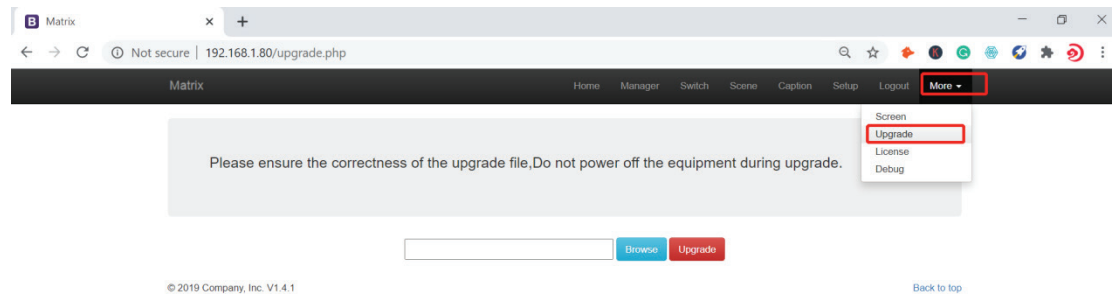 B Matrix
Not secure | 192.168.1.80/upgrade.php
K G
Matrix Home Manager Switch Scene Caption Setup Logout More
Screen
Upgrade
License
Debug
Please ensure the correctness of the upgrade file,Do not power off the equipment during upgrade.
Browse Upgrade
© 2019 Company, Inc. V1.4.1 Back to top